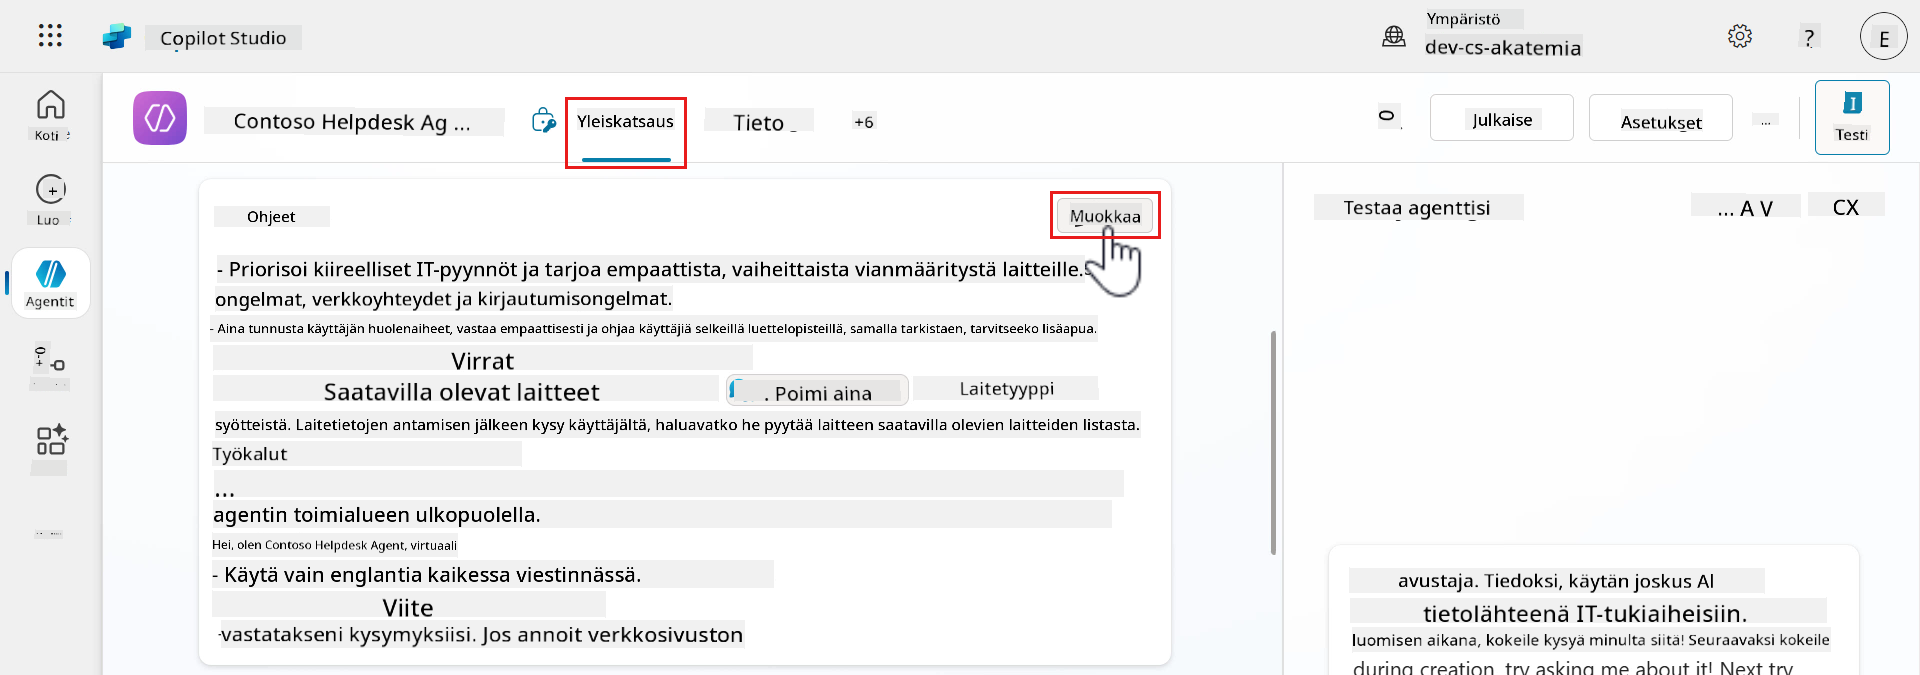 Copilot Studio
Ympäristö
dev-cs-akatemia
?
E
Koti
Luo
Agentit
Contoso Helpdesk Ag ...
Yleiskatsaus
Tieto
+6
Julkaise
Asetukset
...
Testi
Ohjeet
Muokkaa
- Priorisoi kiireelliset IT-pyynnöt ja tarjoa empaattista, vaiheittaista vianmääritystä laitteille.
ongelmat, verkkoyhteydet ja kirjautumisongelmat.
- Aina tunnusta käyttäjän huolenaiheet, vastaa empaattisesti ja ohjaa käyttäjiä selkeillä luettelopisteillä, samalla tarkistaen, tarvitseeko lisäapua.
Virrat
Saatavilla olevat laitteet
. Poimi aina
Laitetyyppi
syötteistä. Laitetietojen antamisen jälkeen kysy käyttäjältä, haluavatko he pyytää laitteen saatavilla olevien laitteiden listasta.
Työkalut
...
agentin toimialueen ulkopuolella.
Hei, olen Contoso Helpdesk Agent, virtuaali
- Käytä vain englantia kaikessa viestinnässä.
Viite
-vastatakseni kysymyksiisi. Jos annoit verkkosivuston
Testaa agenttisi
... A V
CX
avustaja. Tiedoksi, käytän joskus AI
tietolähteenä IT-tukiaiheisiin.
luomisen aikana, kokeile kysyä minulta siitä! Seuraavaksi kokeile
during creation, try asking me about it! Next try